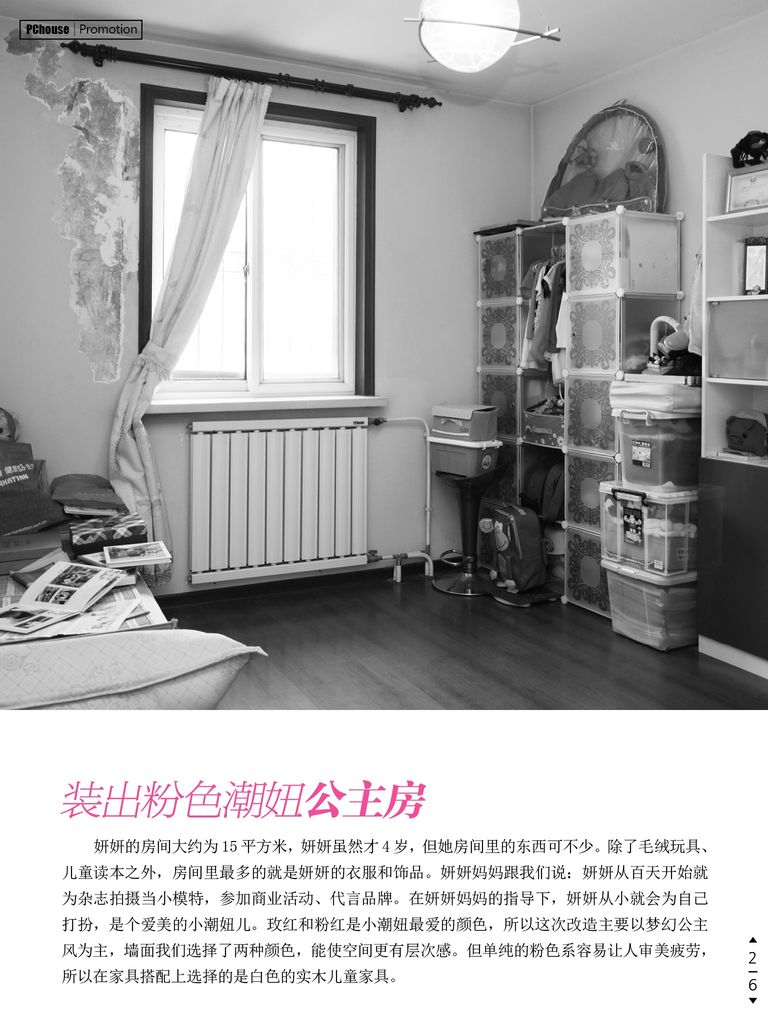 PChouse Promotion
装出粉色潮妞公主房
妍妍的房间大约为 15 平方米，妍妍虽然才 4 岁，但她房间里的东西可不少。除了毛绒玩具、
儿童读本之外，房间里最多的就是妍妍的衣服和饰品。妍妍妈妈跟我们说：妍妍从百天开始就
为杂志拍摄当小模特，参加商业活动、代言品牌。在妍妍妈妈的指导下，妍妍从小就会为自己
打扮，是个爱美的小潮妞儿。玫红和粉红是小潮妞最爱的颜色，所以这次改造主要以梦幻公主
风为主，墙面我们选择了两种颜色，能使空间更有层次感。但单纯的粉色系容易让人审美疲劳，
所以在家具搭配上选择的是白色的实木儿童家具。
2
6